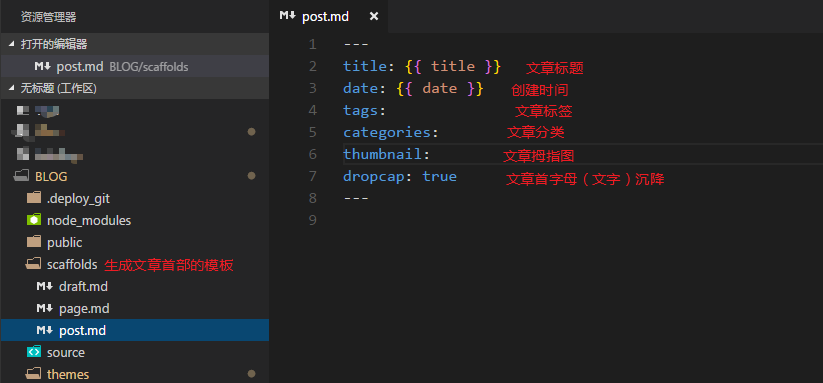 资源管理器
打开的编辑器
post.md BLOG/scaffolds
无标题 (工作区)
BLOG
.deploy_git
node_modules
public
scaffolds 生成文章首部的模板
draft.md
page.md
post.md
source
themes
post.md
1 ---
2 title: {{ title }} 文章标题
3 date: {{ date }} 创建时间
4 tags: 文章标签
5 categories: 文章分类
6 thumbnail: 文章拇指图
7 dropcap: true 文章首字母（文字）沉降
8 ---
9